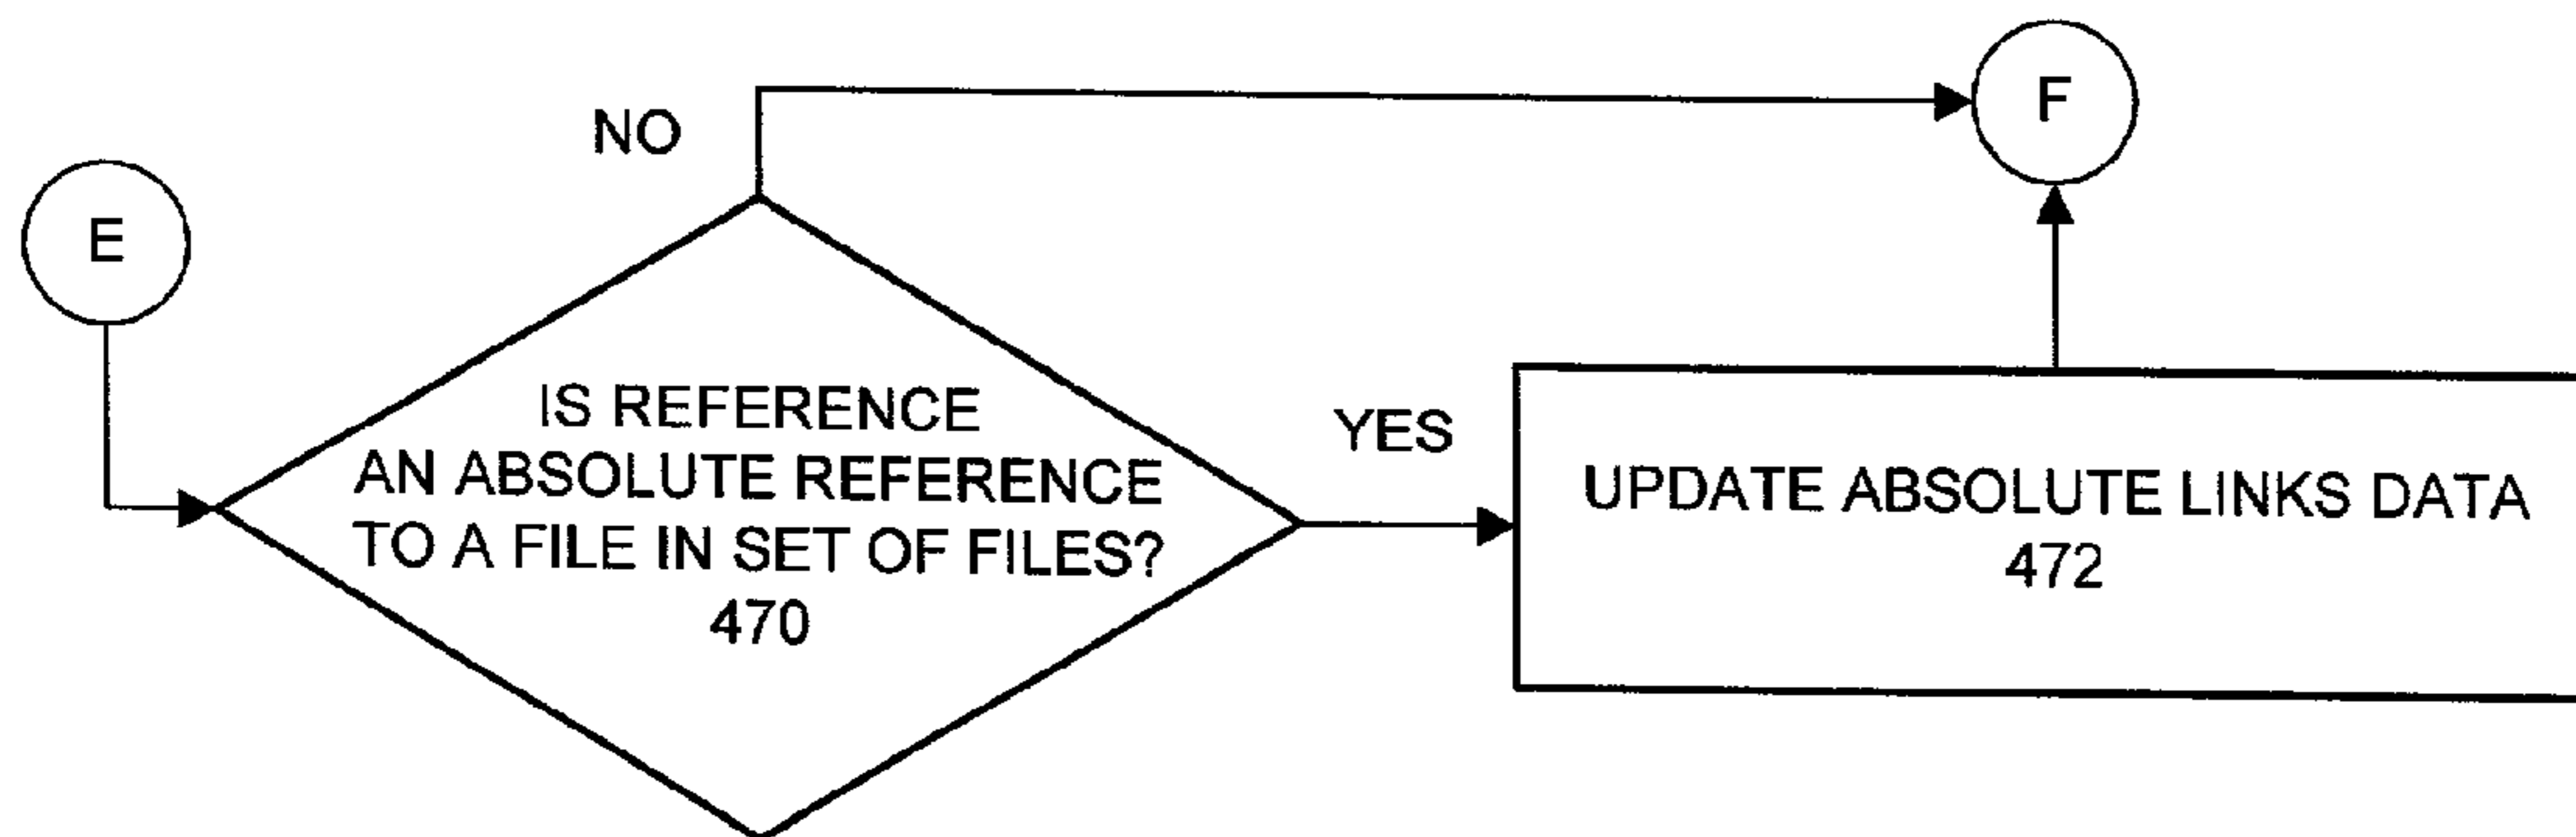 F
NO
E
IS REFERENCE
AN ABSOLUTE REFERENCE
TO A FILE IN SET OF FILES?
470
YES
UPDATE ABSOLUTE LINKS DATA
472